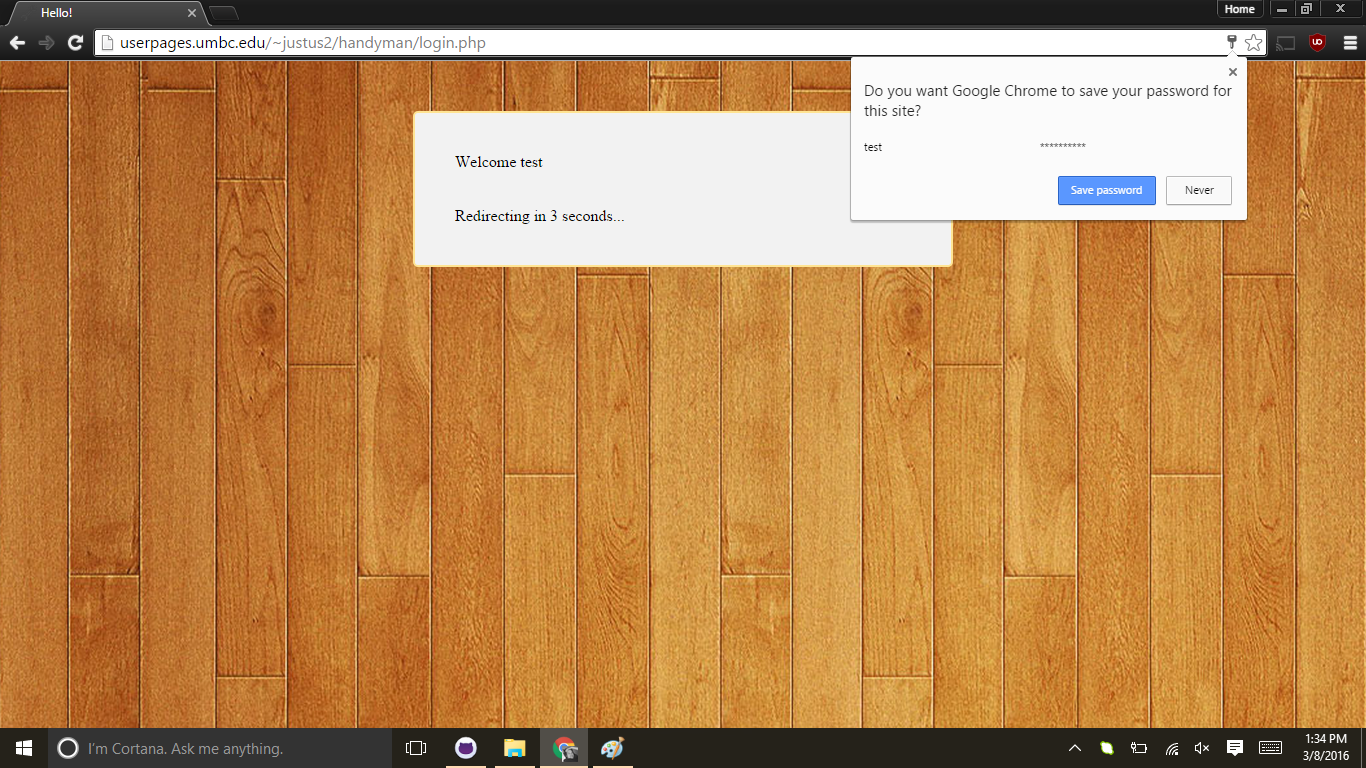 Hello!
Home
userpages.umbc.edu/~justus2/handyman/login.php
UD
Do you want Google Chrome to save your password for
this site?
test **********
Save password Never
Welcome test
Redirecting in 3 seconds...
I'm Cortana. Ask me anything.
1:34 PM
3/8/2016